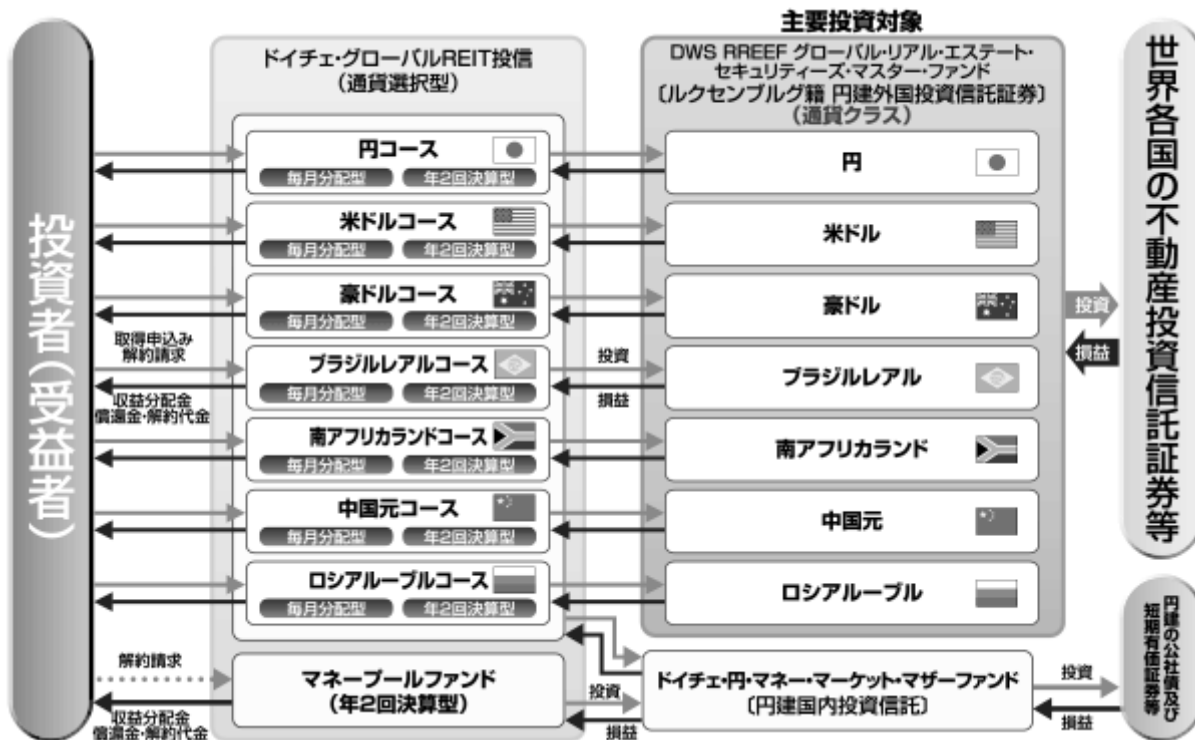 投資者(受益者)
ドイチェ・グローバルREIT投信
(通貨選択型)
円コース
毎月分配型 年2回決算型
米ドルコース
毎月分配型 年2回決算型
豪ドルコース
毎月分配型 年2回決算型
取得申込み
解約請求
ブラジルレアルコース
毎月分配型 年2回決算型
収益分配金
償還金・解約代金
南アフリカランドコース
毎月分配型 年2回決算型
中国元コース
毎月分配型 年2回決算型
ロシアルーブルコース
毎月分配型 年2回決算型
解約請求
マネープールファンド
(年2回決算型)
収益分配金
償還金・解約代金
投資
損益
投資
損益
主要投資対象
DWS RREEF グローバル・リアル・エステート・
セキュリティーズ・マスター・ファンド
〔ルクセンブルグ籍 円建外国投資信託証券〕
(通貨クラス)
円
米ドル
豪ドル
ブラジルレアル
南アフリカランド
中国元
ロシアルーブル
ドイチェ・円・マネー・マーケット・マザーファンド
〔円建国内投資信託〕
投資
損益
投資
損益
世界各国の不動産投資信託証券等
円建の公社債及び
短期有価証券等